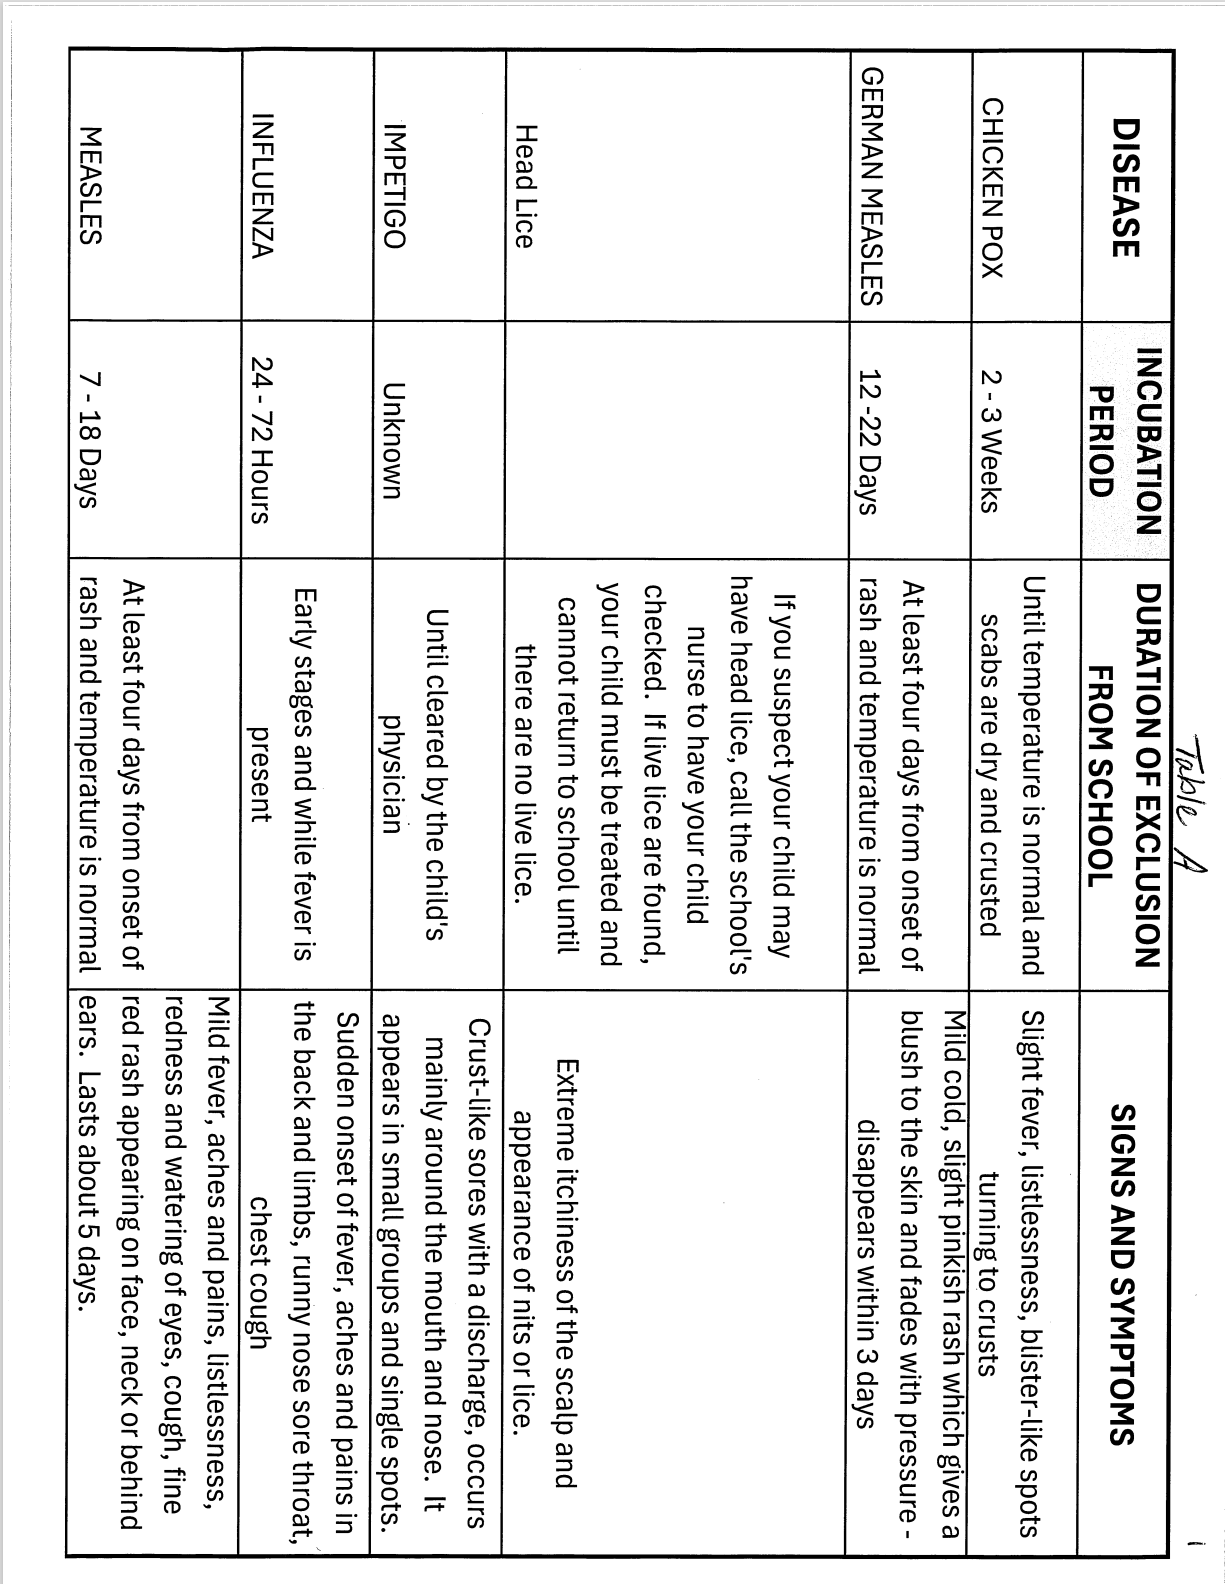 Table A
DISEASE
INCUBATION
PERIOD
DURATION OF EXCLUSION
FROM SCHOOL
SIGNS AND SYMPTOMS
CHICKEN POX
2 - 3 Weeks
Until temperature is normal and
scabs are dry and crusted
Slight fever, listlessness, blister-like spots
turning to crusts
GERMAN MEASLES
12 -22 Days
At least four days from onset of
rash and temperature is normal
Mild cold, slight pinkish rash which gives a
blush to the skin and fades with pressure -
disappears within 3 days
Head Lice
If you suspect your child may
have head lice, call the school's
nurse to have your child
checked.  If live lice are found,
your child must be treated and
cannot return to school until
there are no live lice.
Extreme itchiness of the scalp and
appearance of nits or lice.
IMPETIGO
Unknown
Until cleared by the child's
physician
Crust-like sores with a discharge, occurs
mainly around the mouth and nose.  It
appears in small groups and single spots.
INFLUENZA
24 - 72 Hours
Early stages and while fever is
present
Sudden onset of fever, aches and pains in
the back and limbs, runny nose sore throat,
chest cough
MEASLES
7 - 18 Days
At least four days from onset of
rash and temperature is normal
Mild fever, aches and pains, listlessness,
redness and watering of eyes, cough, fine
red rash appearing on face, neck or behind
ears.  Lasts about 5 days.